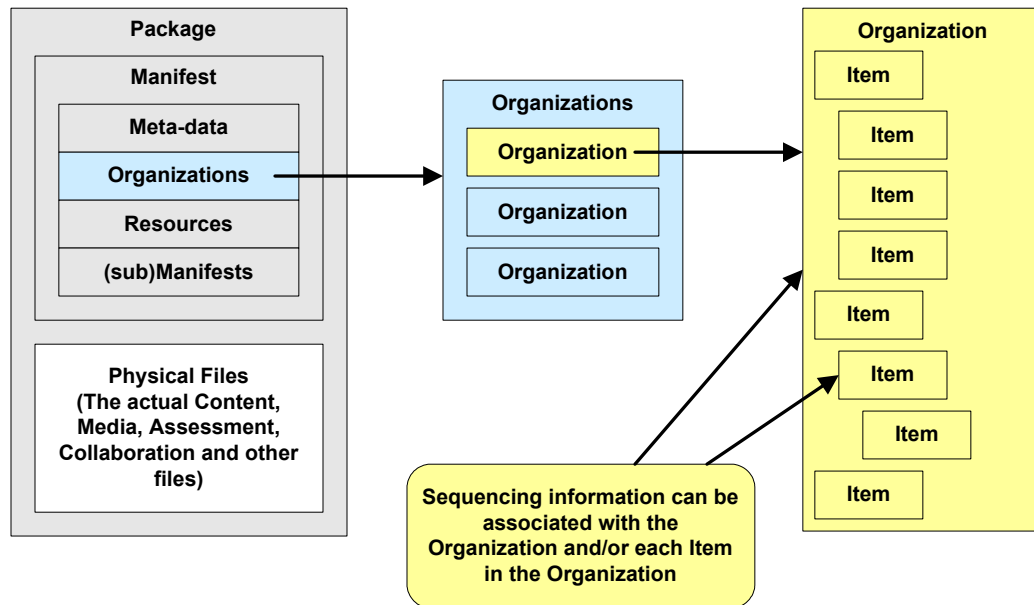 Package
Manifest
Meta-data
Organizations
Resources
(sub)Manifests
Physical Files
(The actual Content,
Media, Assessment,
Collaboration and other
files)
Organizations
Organization
Organization
Organization
Sequencing information can be
associated with the
Organization and/or each Item
in the Organization
Organization
Item
Item
Item
Item
Item
Item
Item
Item